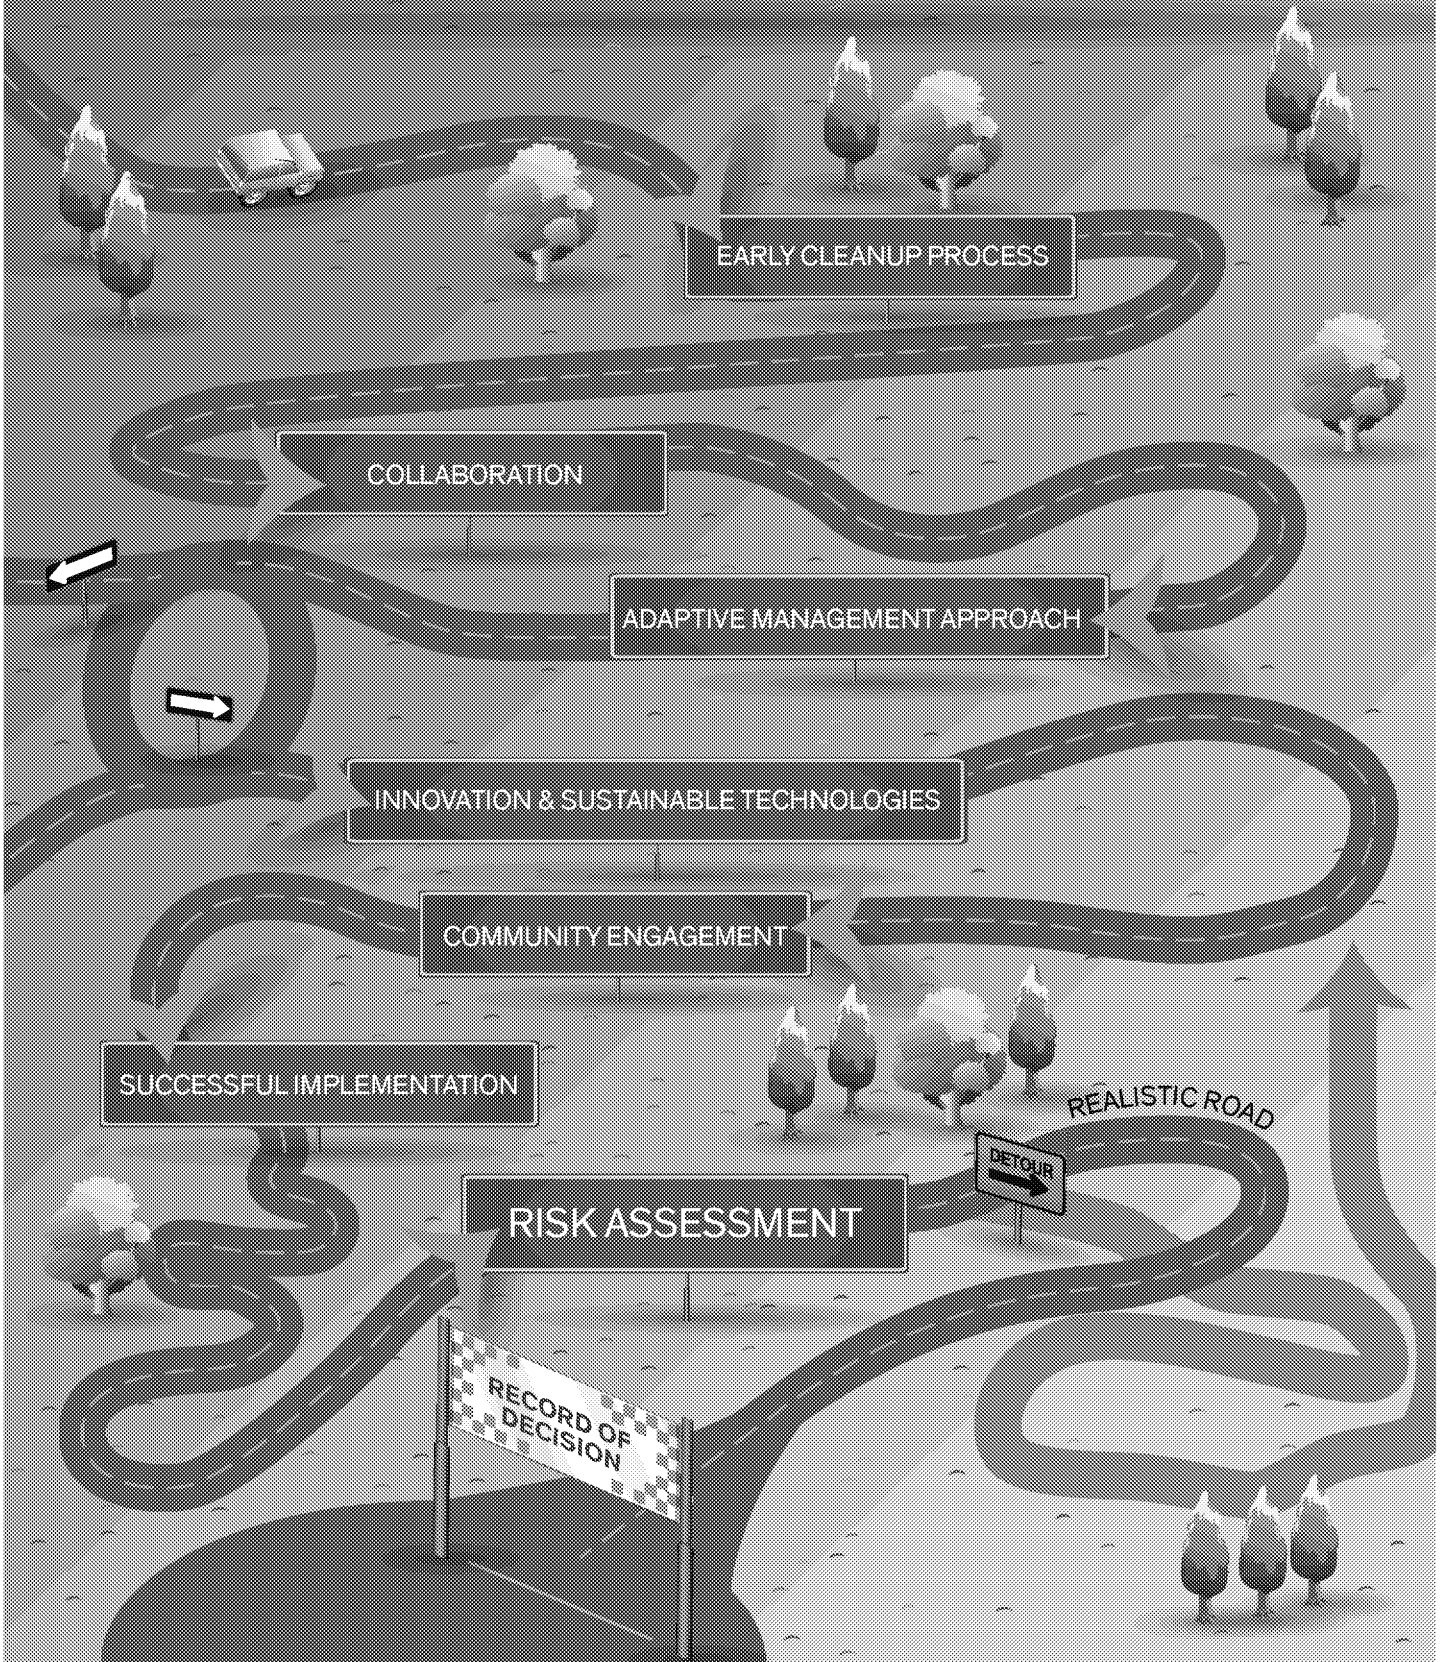 EARLY CLEANUP PROCESS
COLLABORATION
ADAPTIVE MANAGEMENT APPROACH
INNOVATION & SUSTAINABLE TECHNOLOGIES
COMMUNITY ENGAGEMENT
SUCCESSFUL IMPLEMENTATION
REALISTIC ROAD
DETOUR
RISK ASSESSMENT
RECORD OF
DECISION